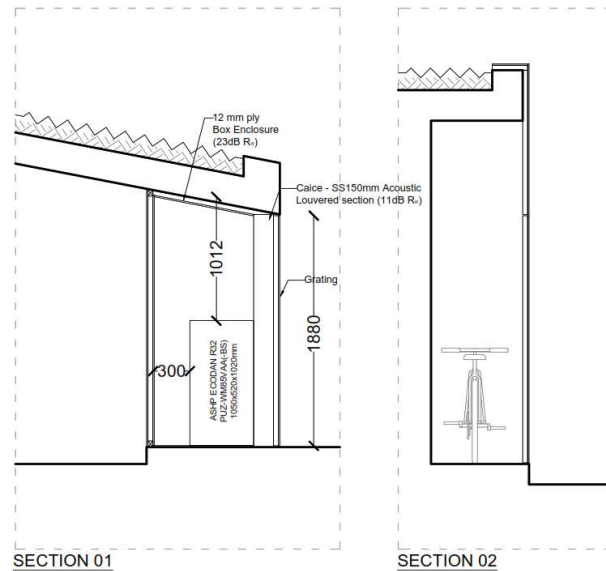 12 mm ply
Box Enclosure
(23dB Rw)
Caice - SS150mm Acoustic
Louvered section (11dB Rw)
1012
Grating
1880
300
ASHP ECODAN R32
PUZ-WM85VAA(-BS)
1050x520x1020mm
SECTION 01
SECTION 02